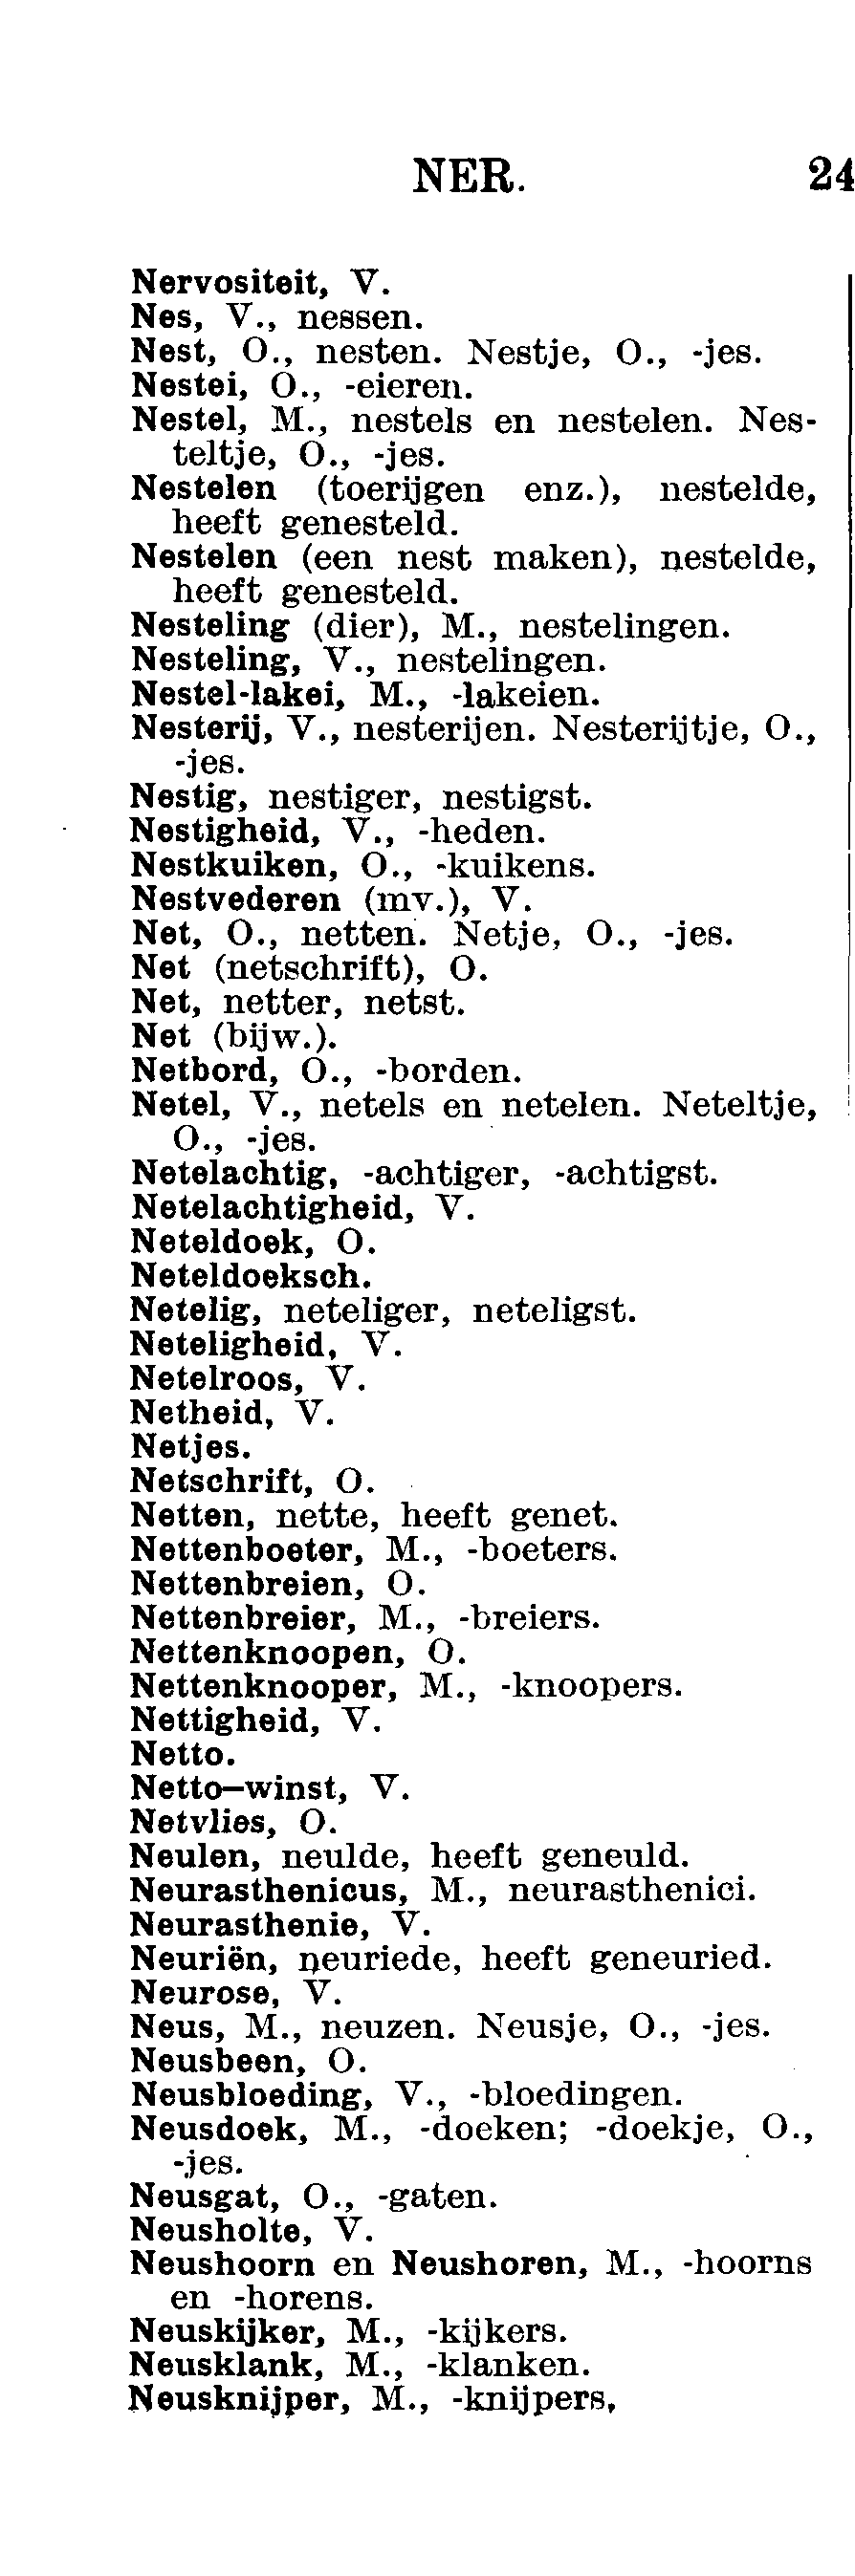 NER. 24
Nervositeit, V.
Nes, V., nessen.
Nest, O., nesten. Nestje, O., -jes.
Nestei, O., -eieren.
Nestel, M., nestels en nestelen. Nes-
teltje, O., -jes.
Nestelen (toerijgen enz.), nestelde,
heeft genesteld.
Nestelen (een nest maken), nestelde,
heeft genesteld.
Nesteling (dier), M., nestelingen.
Nesteling, V., nestelingen.
Nestel-lakei, M., -lakeien.
Nesterij, V., nesterijen. Nesterijtje, O.,
-jes.
Nestig, nestiger, nestigst.
Nestigheid, V., -heden.
Nestkuiken, O., -kuikens.
Nestvederen (mv.), V.
Net, O., netten. Netje, O., -jes.
Net (netschrift), O.
Net, netter, netst.
Net (bijw.).
Netbord, O., -borden.
Netel, V., netels en netelen. Neteltje,
O., -jes.
Netelachtig, -achtiger, -achtigst.
Netelachtigheid, V.
Neteldoek, O.
Neteldoeksch.
Netelig, neteliger, neteligst.
Neteligheid, V.
Netelroos, V.
Netheid, V.
Netjes.
Netschrift, O.
Netten, nette, heeft genet.
Nettenboeter, M., -boeters.
Nettenbreien, O.
Nettenbreier, M., -breiers.
Nettenknoopen, O.
Nettenknooper, M., -knoopers.
Nettigheid, V.
Netto.
Netto—winst, V.
Netvlies, O.
Neulen, neulde, heeft geneuld.
Neurasthenicus, M., neurasthenici.
Neurasthenie, V.
Neuriën, neuriede, heeft geneuried.
Neurose, V.
Neus, M., neuzen. Neusje, O., -jes.
Neusbeen, O.
Neusbloeding, V., -bloedingen.
Neusdoek, M., -doeken; -doekje, O.,
-jes.
Neusgat, O., -gaten.
Neusholte, V.
Neushoorn en Neushoren, M., -hoorns
en -horens.
Neuskijker, M., -kijkers.
Neusklank, M., -klanken.
Neusknijper, M., -knijpers,